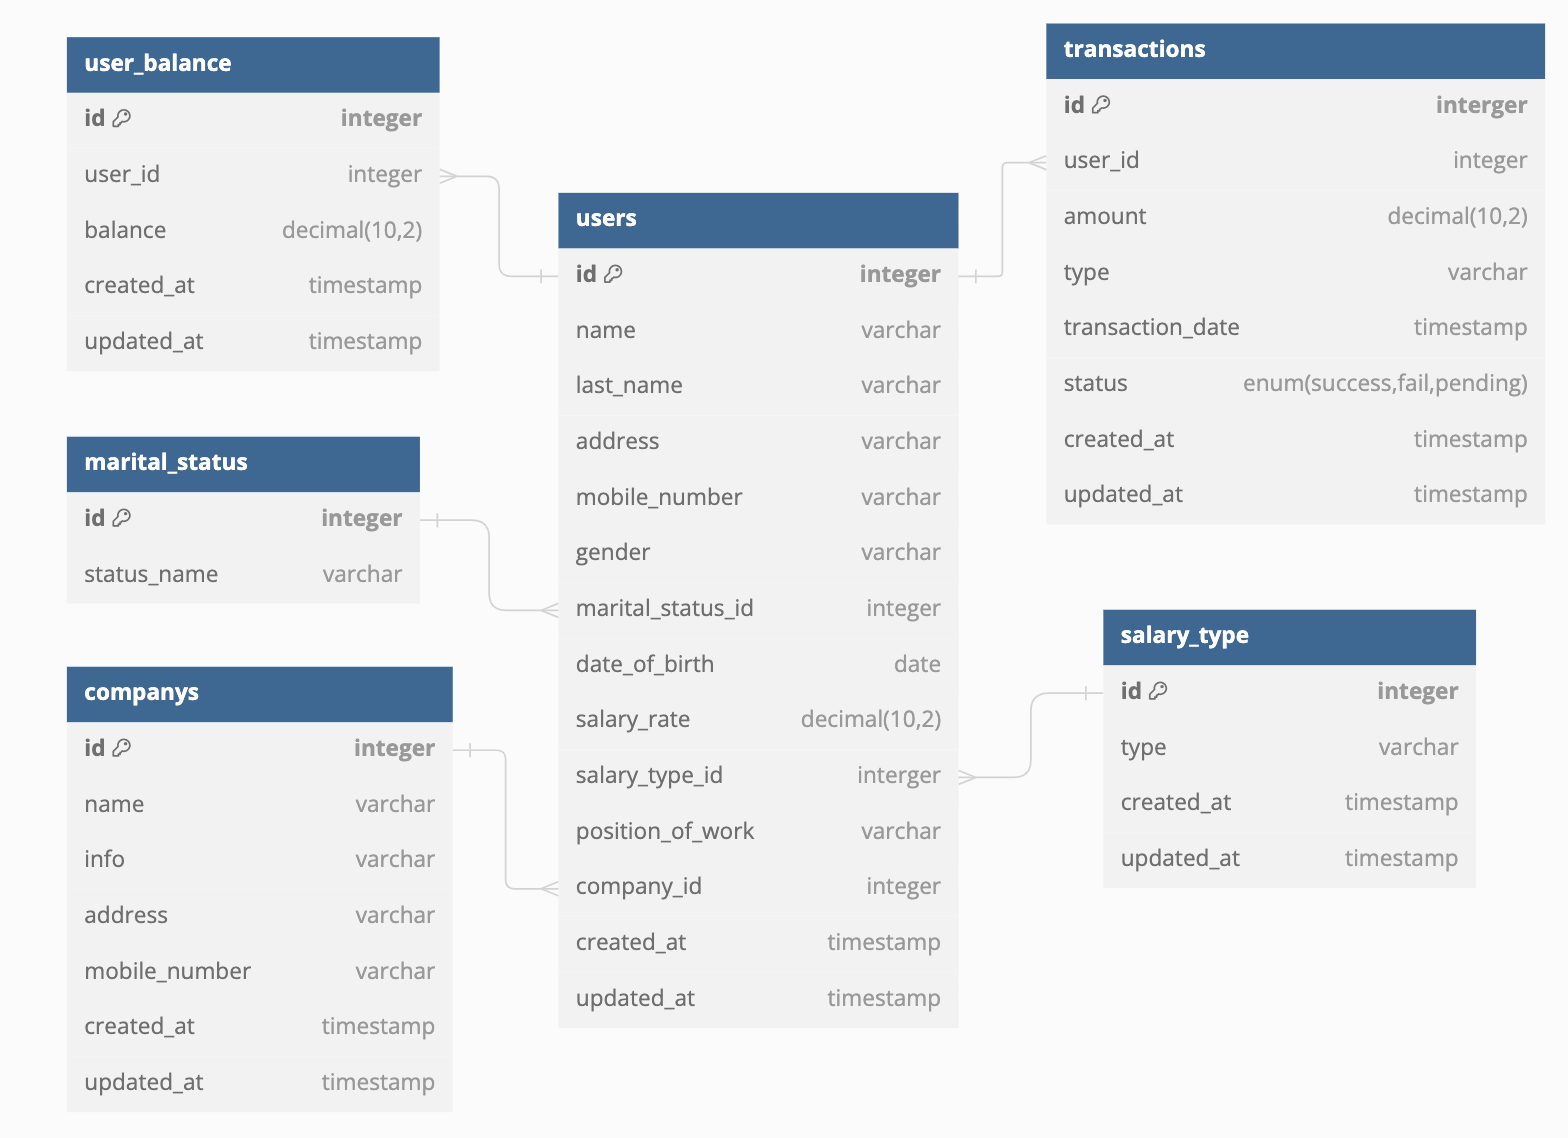 user_balance
id integer
user_id integer
balance decimal(10,2)
created_at timestamp
updated_at timestamp
marital_status
id integer
status_name varchar
companys
id integer
name varchar
info varchar
address varchar
mobile_number varchar
created_at timestamp
updated_at timestamp
users
id integer
name varchar
last_name varchar
address varchar
mobile_number varchar
gender varchar
marital_status_id integer
date_of_birth date
salary_rate decimal(10,2)
salary_type_id interger
position_of_work varchar
company_id integer
created_at timestamp
updated_at timestamp
transactions
id interger
user_id integer
amount decimal(10,2)
type varchar
transaction_date timestamp
status enum(success,fail,pending)
created_at timestamp
updated_at timestamp
salary_type
id integer
type varchar
created_at timestamp
updated_at timestamp